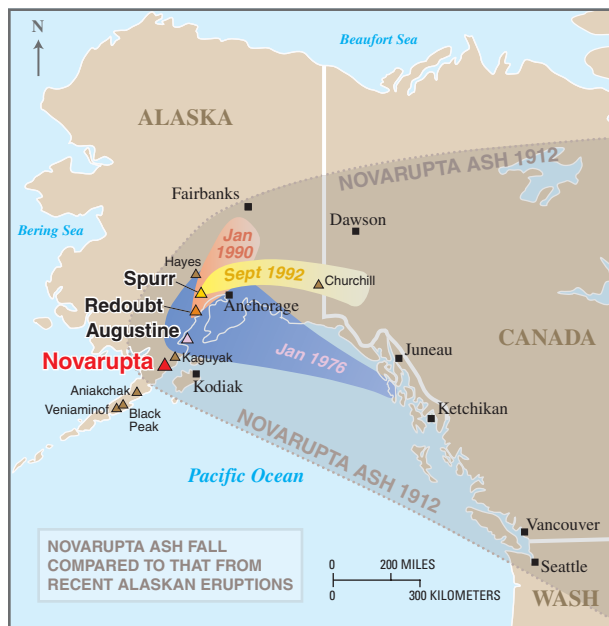 N
Beaufort Sea
ALASKA
NOVARUPTA ASH 1912
Fairbanks
Dawson
Bering Sea
Jan
1990
Hayes
Sept 1992
Churchill
Spurr
Redoubt
Anchorage
Augustine
CANADA
Jan 1976
Juneau
Novarupta
Kaguyak
Kodiak
Aniakchak
Veniaminof
Black
Peak
Ketchikan
NOVARUPTA ASH 1912
Pacific Ocean
Vancouver
NOVARUPTA ASH FALL
COMPARED TO THAT FROM
RECENT ALASKAN ERUPTIONS
0 200 MILES
0 300 KILOMETERS
Seattle
WASH